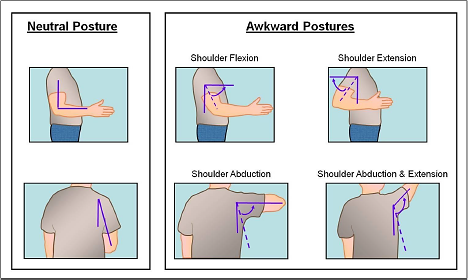 Neutral Posture
Awkward Postures
Shoulder Flexion
Shoulder Extension
Shoulder Abduction
Shoulder Abduction & Extension